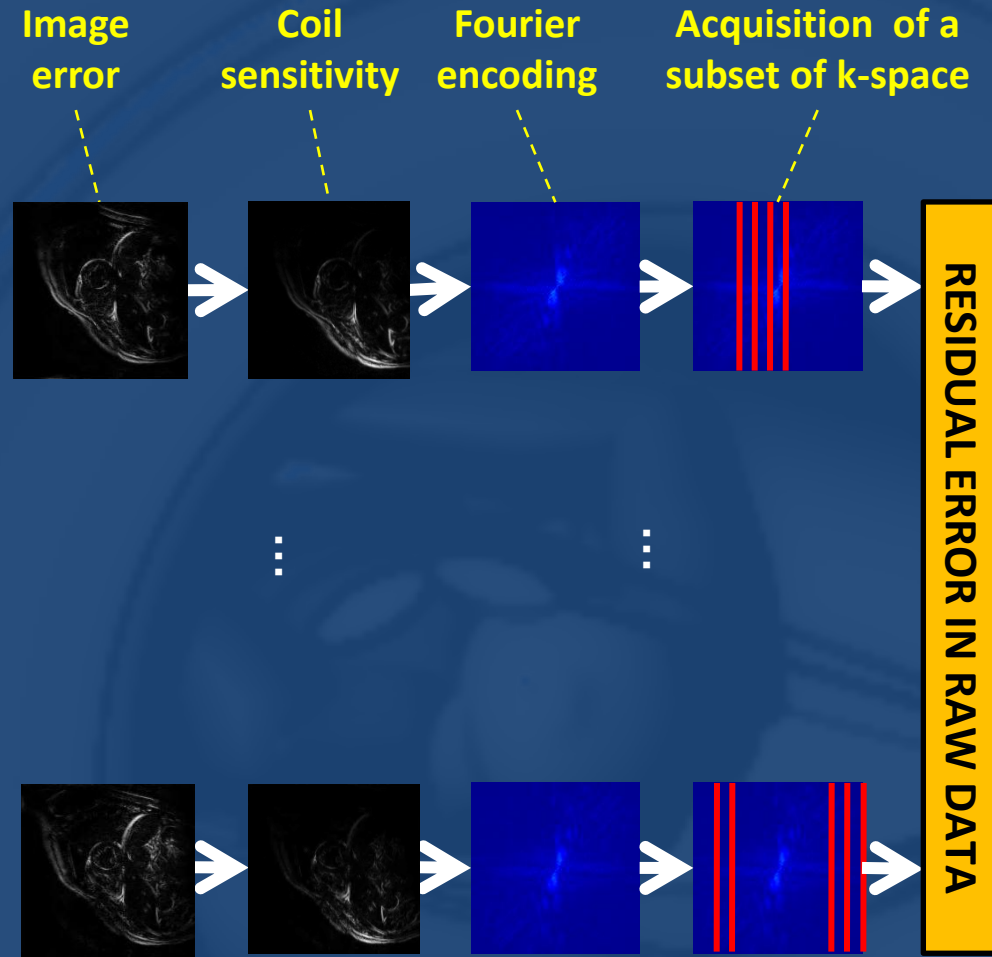 Image
error
Coil
sensitivity
Fourier
encoding
Acquisition of a
subset of k-space
...
...
RESIDUAL ERROR IN RAW DATA